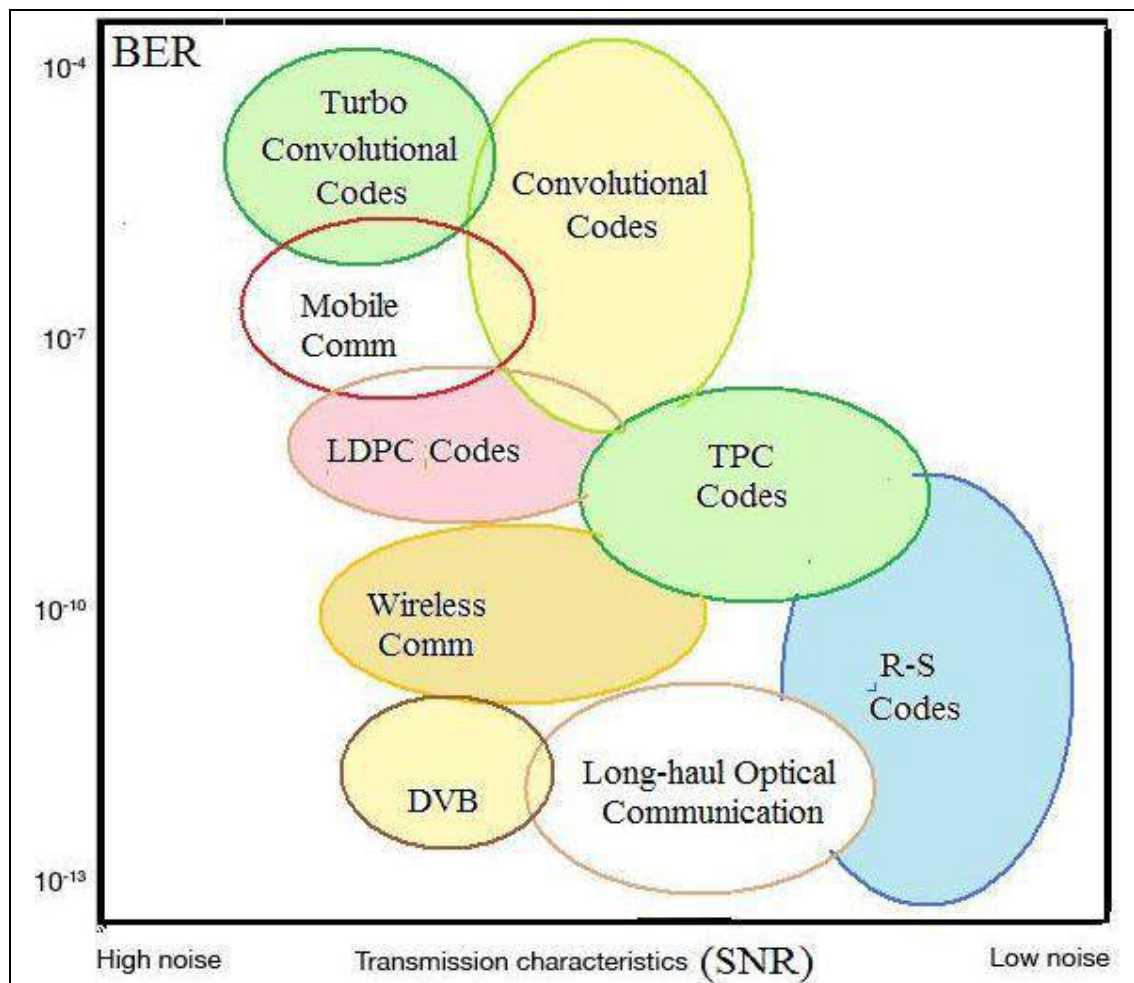 BER
10⁻⁴
10⁻⁷
10⁻¹⁰
10⁻¹³
Turbo
Convolutional
Codes
Convolutional
Codes
Mobile
Comm
LDPC Codes
TPC
Codes
Wireless
Comm
R-S
Codes
DVB
Long-haul Optical
Communication
High noise
Transmission characteristics (SNR)
Low noise